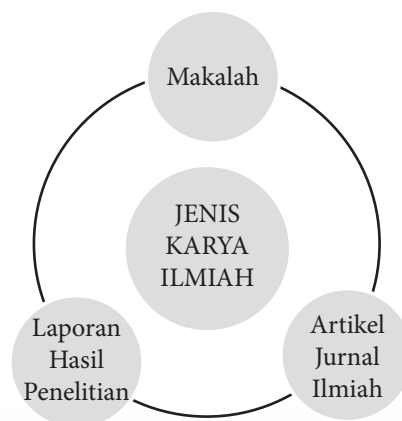 Makalah
JENIS
KARYA
ILMIAH
Laporan
Hasil
Penelitian
Artikel
Jurnal
Ilmiah